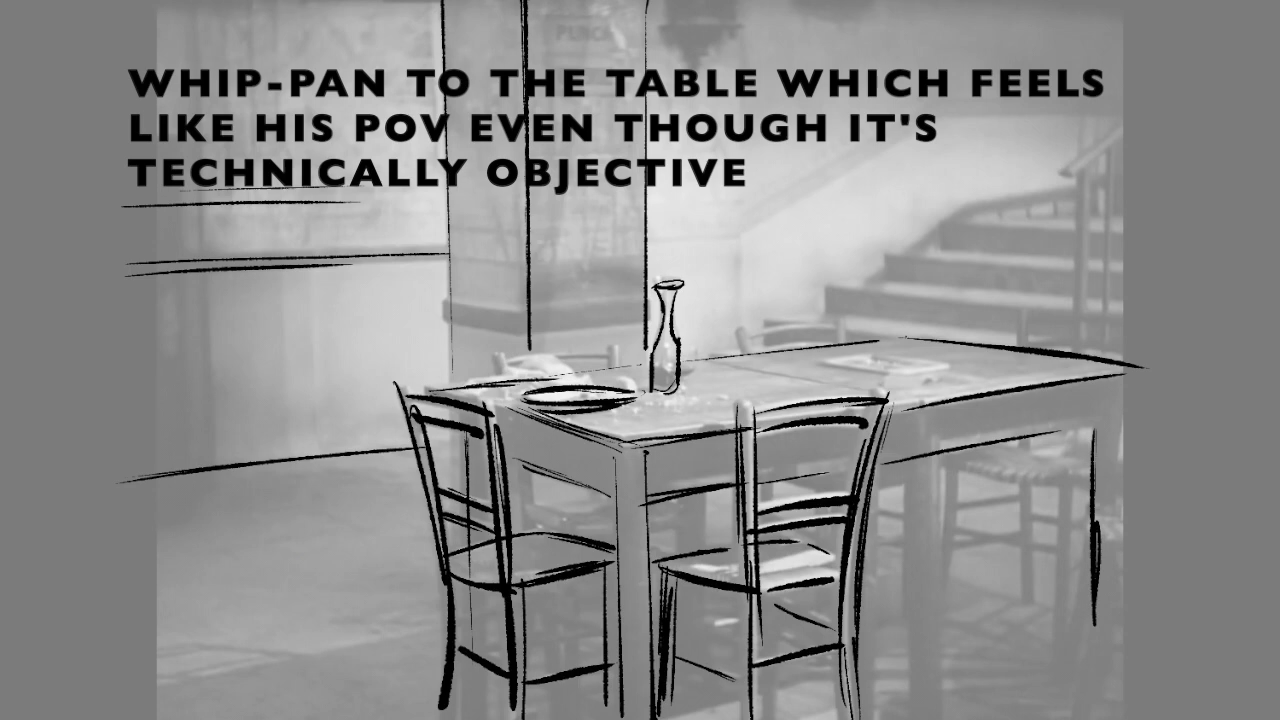 WHIP-PAN TO THE TABLE WHICH FEELS
LIKE HIS POV EVEN THOUGH IT'S
TECHNICALLY OBJECTIVE